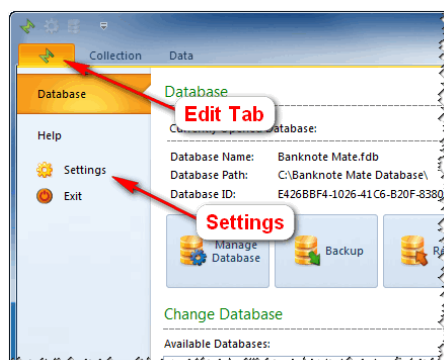 Collection Data
Database
Database
Edit Tab
Currently Opened Database:
Help
Database Name: Banknote Mate.fdb
Settings
Database Path: C:\Banknote Mate Database\
Exit
Database ID: E426BBF4-1026-41C6-B20F-8380
Settings
Manage
Database
Backup
Change Database
Available Databases: